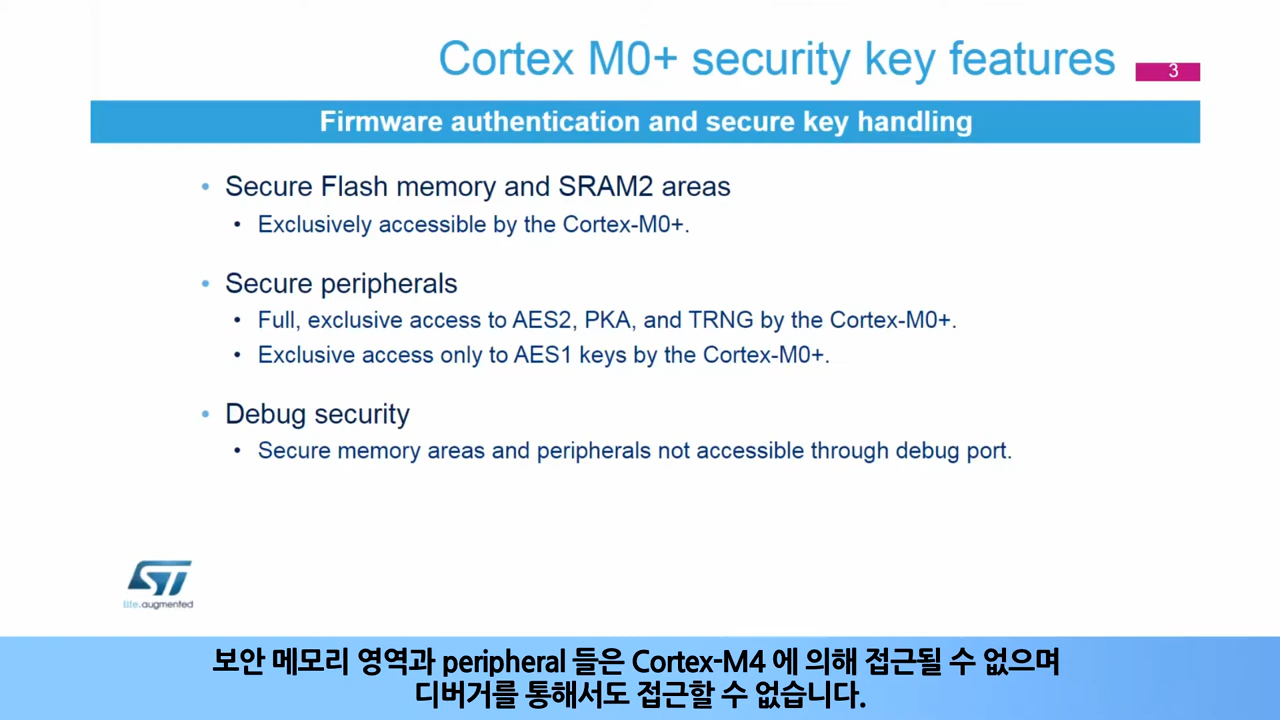 Cortex M0+ security key features
3
Firmware authentication and secure key handling
• Secure Flash memory and SRAM2 areas
• Exclusively accessible by the Cortex-M0+.
• Secure peripherals
• Full, exclusive access to AES2, PKA, and TRNG by the Cortex-M0+.
• Exclusive access only to AES1 keys by the Cortex-M0+.
• Debug security
• Secure memory areas and peripherals not accessible through debug port.
ST
life.augmented
보안 메모리 영역과 peripheral 들은 Cortex-M4 에 의해 접근될 수 없으며
디버거를 통해서도 접근할 수 없습니다.